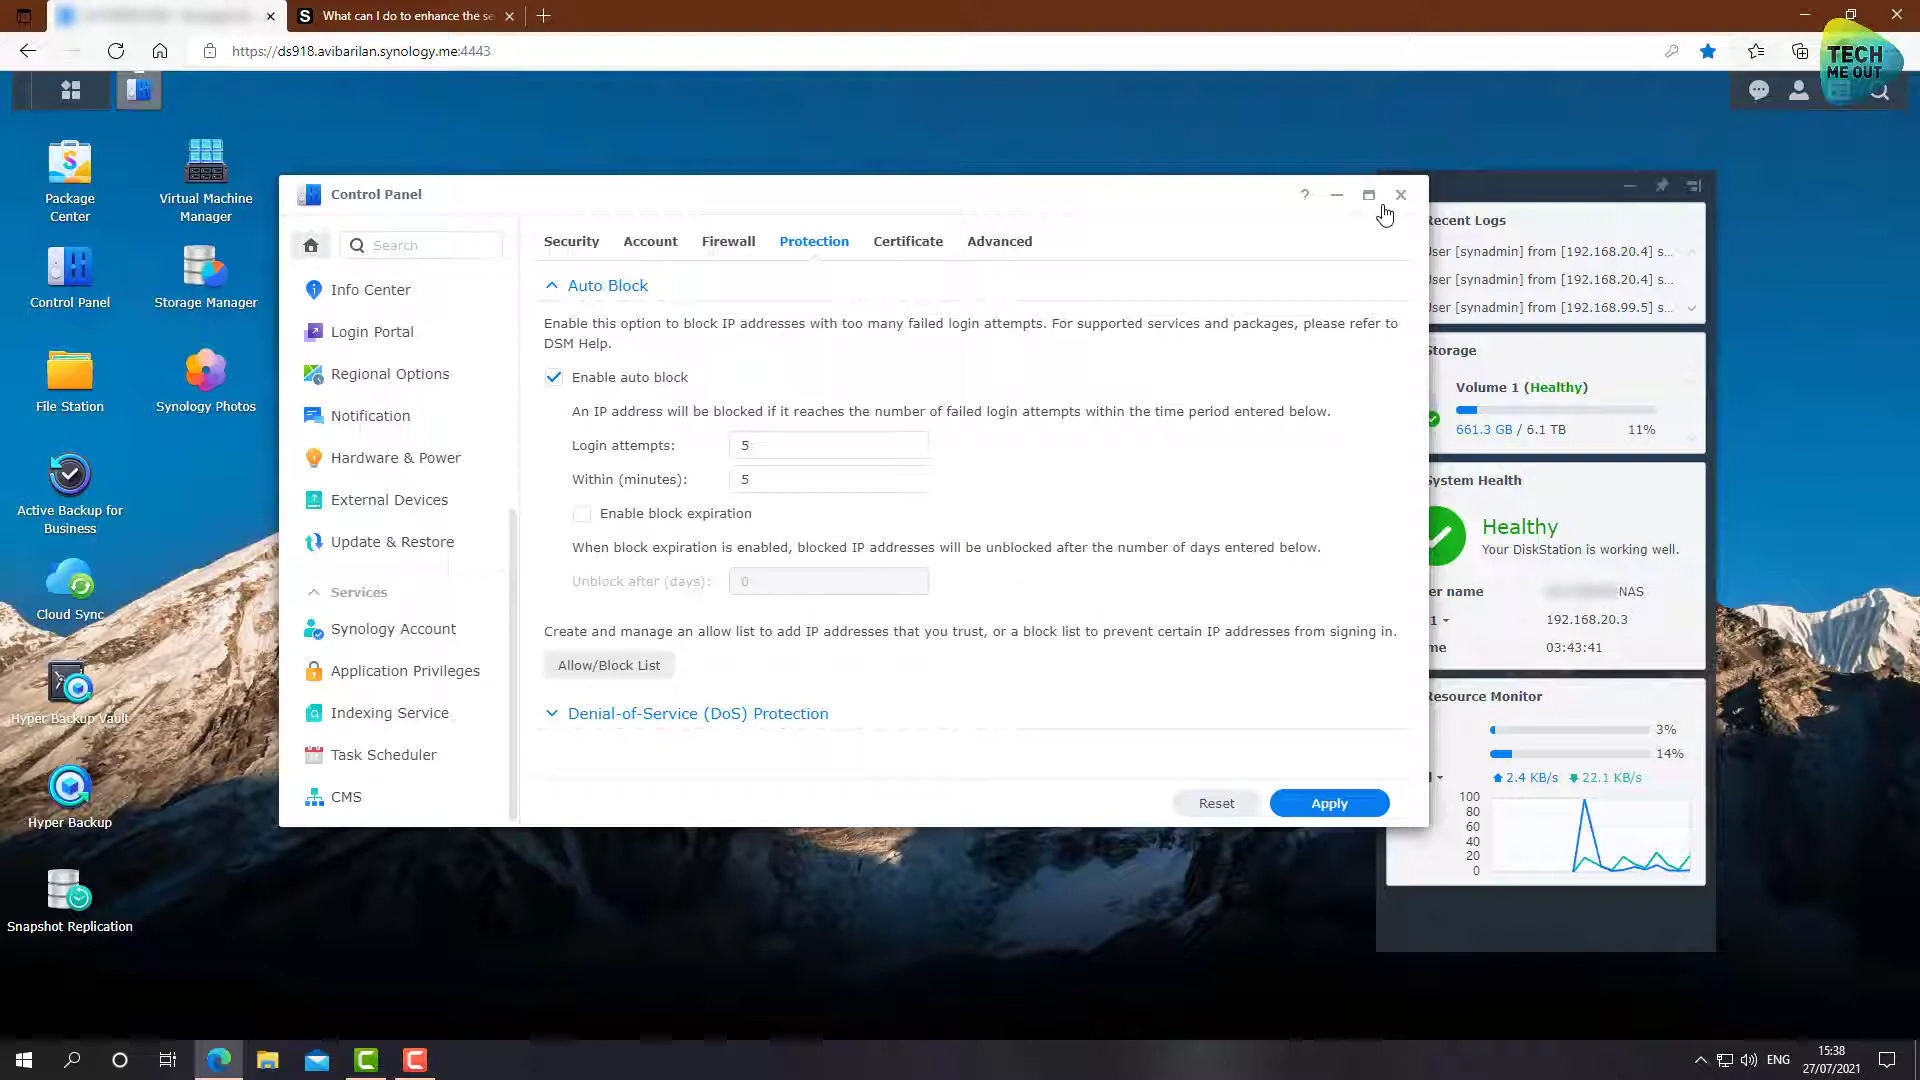 What can I do to enhance the se
https://ds918.avibarilan.synology.me:4443
TECH
ME OUT
Package
Center
Virtual Machine
Manager
Control Panel
Storage Manager
File Station
Synology Photos
Active Backup for
Business
Cloud Sync
Hyper Backup Vault
Hyper Backup
Snapshot Replication
Control Panel
Search
Info Center
Login Portal
Regional Options
Notification
Hardware & Power
External Devices
Update & Restore
Services
Synology Account
Application Privileges
Indexing Service
Task Scheduler
CMS
Security
Account
Firewall
Protection
Certificate
Advanced
Auto Block
Enable this option to block IP addresses with too many failed login attempts. For supported services and packages, please refer to
DSM Help.
Enable auto block
An IP address will be blocked if it reaches the number of failed login attempts within the time period entered below.
Login attempts: 5
Within (minutes): 5
Enable block expiration
When block expiration is enabled, blocked IP addresses will be unblocked after the number of days entered below.
Unblock after (days): 0
Create and manage an allow list to add IP addresses that you trust, or a block list to prevent certain IP addresses from signing in.
Allow/Block List
Denial-of-Service (DoS) Protection
Reset
Apply
Recent Logs
User [synadmin] from [192.168.20.4] s...
User [synadmin] from [192.168.20.4] s...
User [synadmin] from [192.168.99.5] s...
Storage
Volume 1 (Healthy)
661.3 GB / 6.1 TB 11%
System Health
Healthy
Your DiskStation is working well.
er name NAS
1 192.168.20.3
me 03:43:41
Resource Monitor
3%
14%
2.4 KB/s 22.1 KB/s
100
80
60
40
20
0
ENG
15:38
27/07/2021